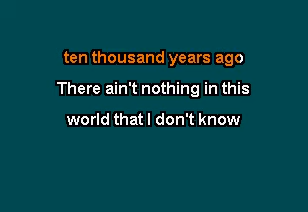 ten thousand years ago
There ain't nothing in this
world that I don't know